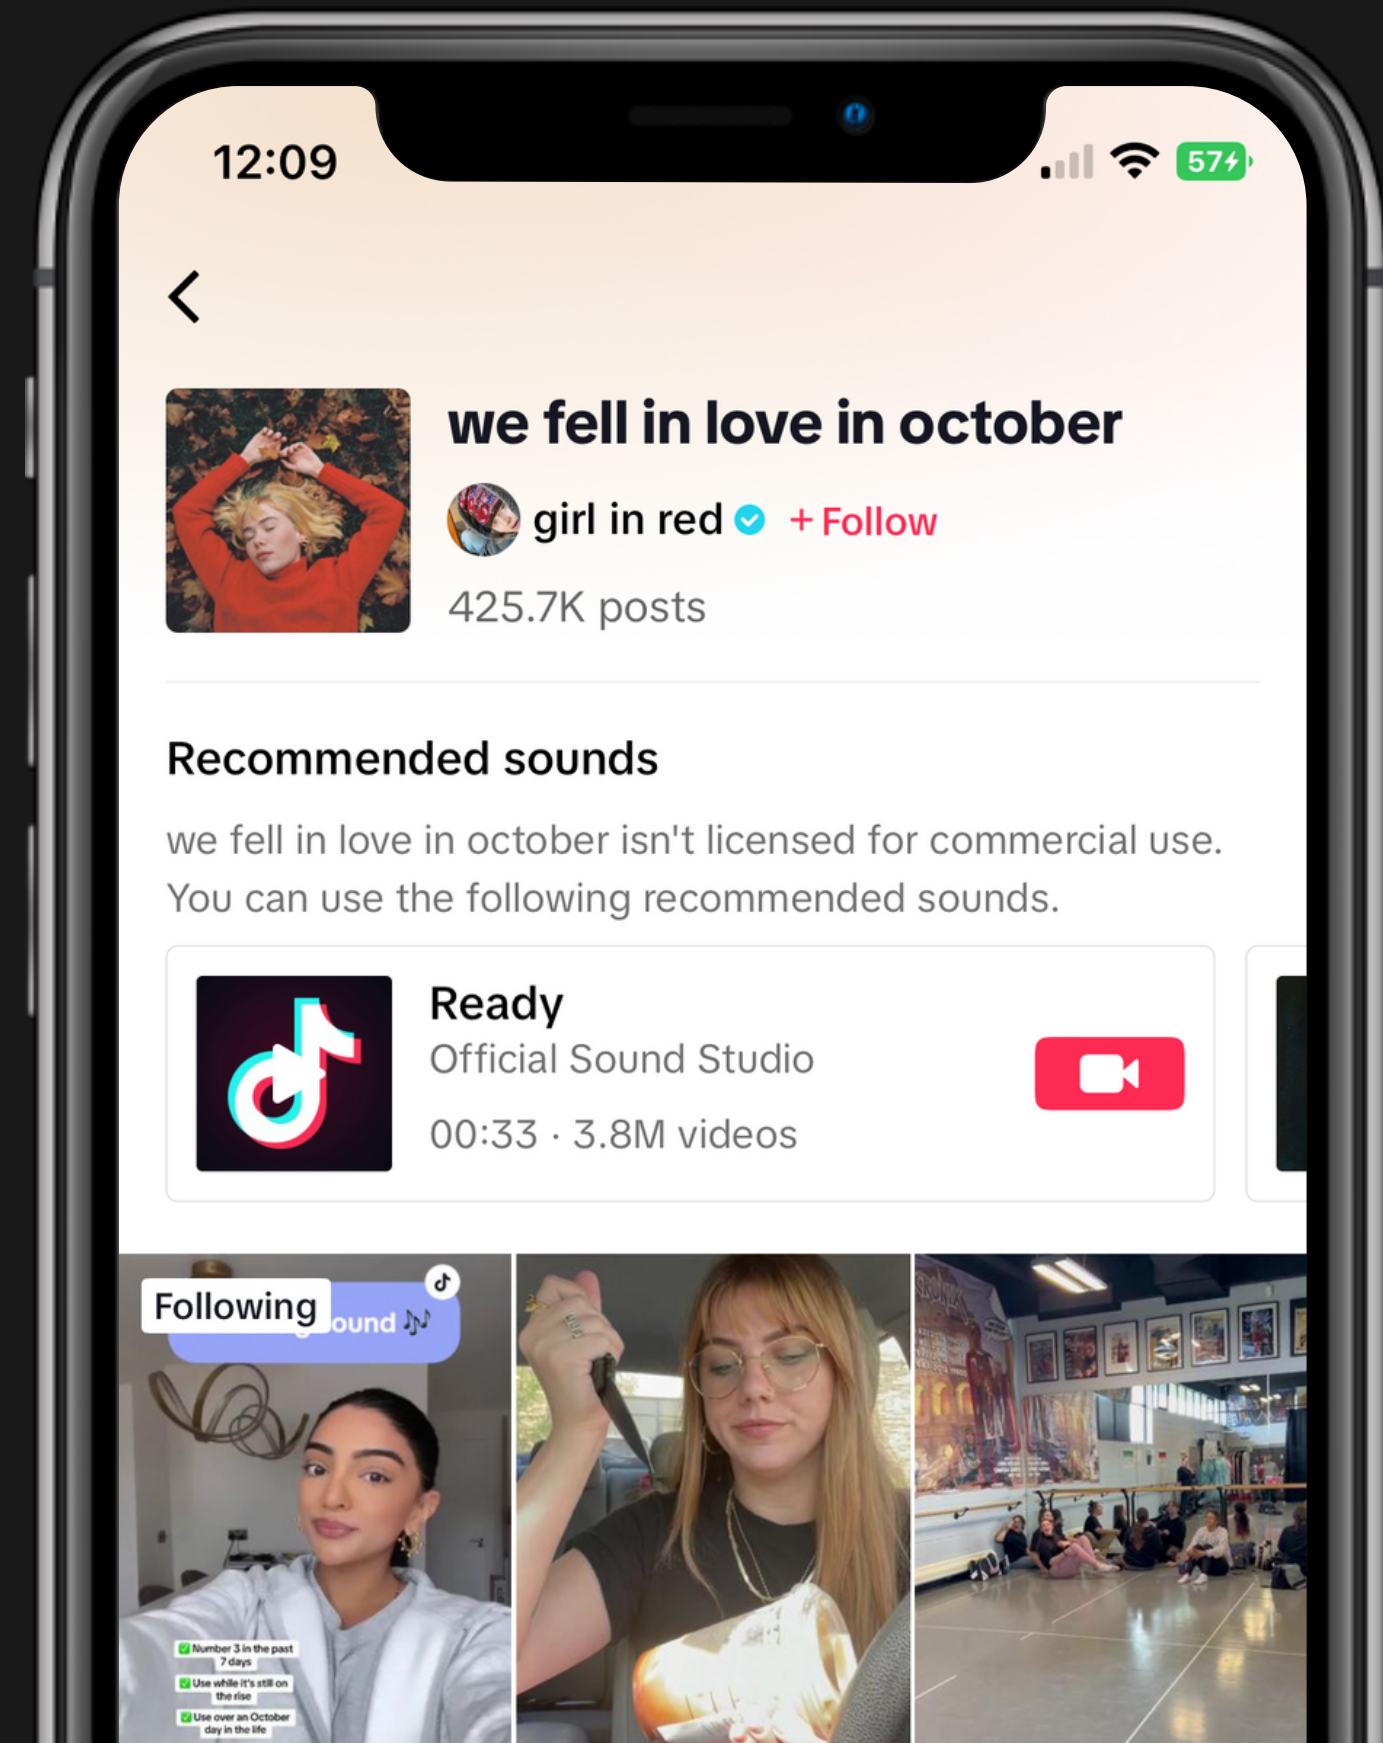 12:09
57
we fell in love in october
girl in red
+ Follow
425.7K posts
Recommended sounds
we fell in love in october isn't licensed for commercial use.
You can use the following recommended sounds.
Ready
Official Sound Studio
00:33 · 3.8M videos
Following
ound 🎶
✅ Number 3 in the past
7 days
✅ Use while it's still on
the rise
✅ Use over an October
day in the life